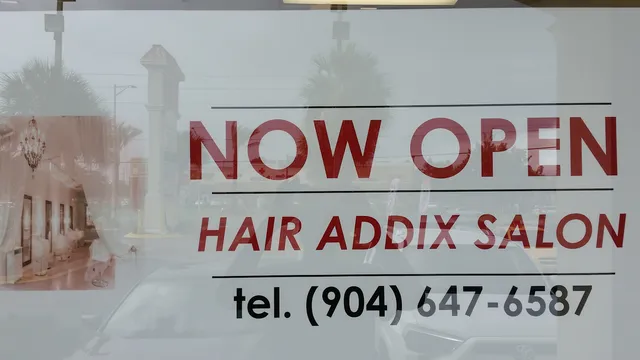 NOW OPEN
HAIR ADDIX SALON
tel. (904) 647-6587